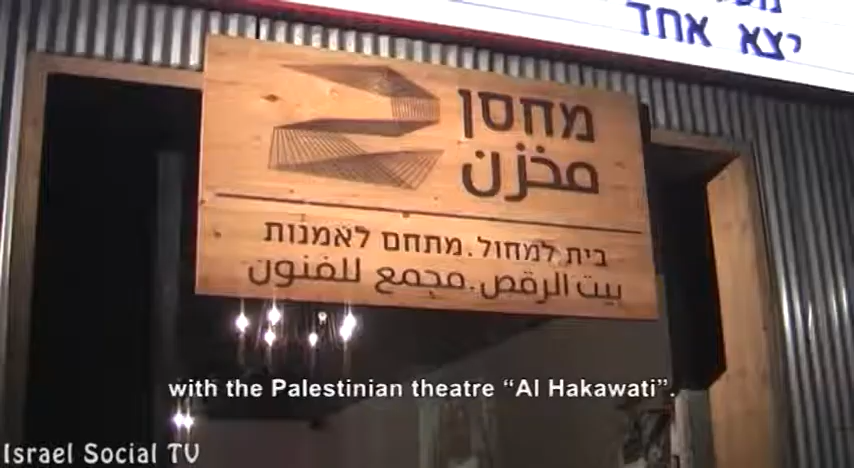 יצא אחד
מחסן
مخزن
בית למחול. מתחם לאמנות
بيت الرقص. مجمع للفنون
with the Palestinian theatre “Al Hakawati”.
Israel Social TV